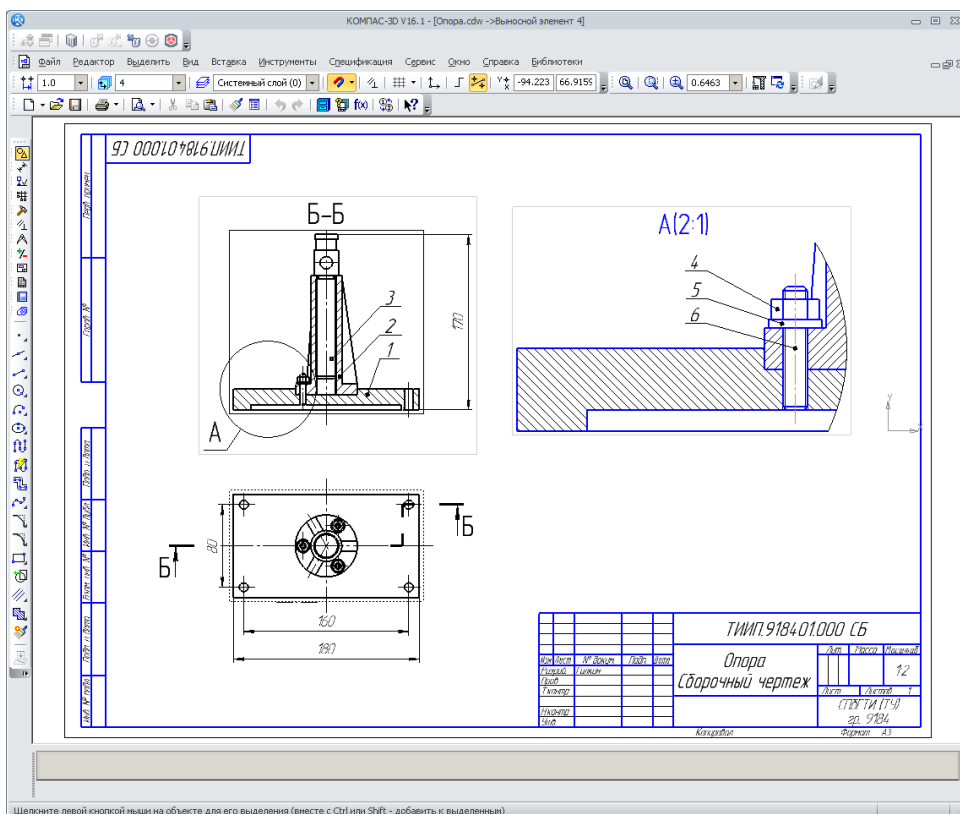 КОМПАС-3D V16.1 - [Опора.cdw ->Выносной элемент 4]
Файл Редактор Выделить Вид Вставка Инструменты Спецификация Сервис Окно Справка Библиотеки
1.0 4 Системный слой (0) -94.223 66.9159 0.6463
ТИИП.918401.000 СБ
Б-Б
А(2:1)
4
5
6
3
2
1
170
А
Б
Б
80
160
180
ТИИП.918401.000 СБ
Опора
Сборочный чертеж
Изм Лист № докум. Подп. Дата
Пров
Т.контр
Н.контр
Утв.
Лит. Масса Масштаб
1:2
Лист Листов 1
СПбГТИ (ТУ)
гр. 9184
Копировал Формат А3
Перв. примен.
Справ. №
Подп. и дата
Инв. № дубл.
Взам. инв. №
Подп. и дата
Инв. № подл.
Щелкните левой кнопкой мыши на объекте для его выделения (вместе с Ctrl или Shift - добавить к выделенным)